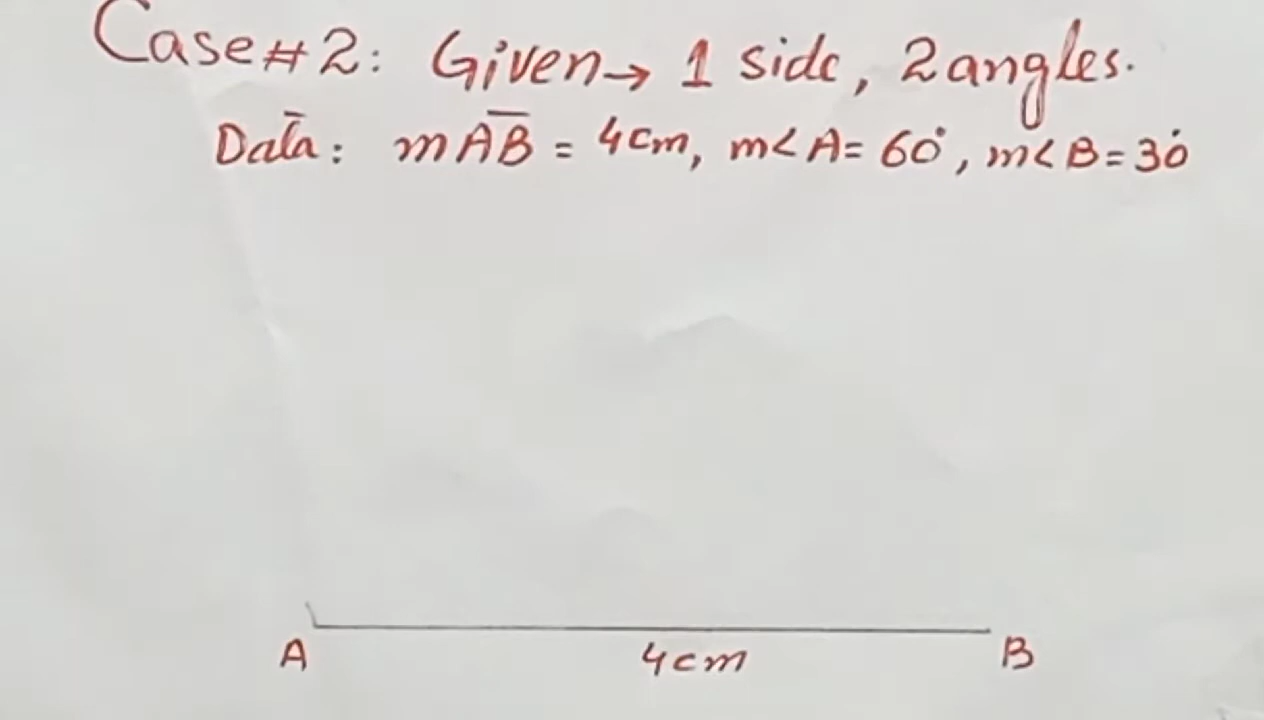 Case#2: Given→ 1 side, 2 angles.
Data: mAB̅ = 4cm, m<A= 60°, m<B=30°
A 4cm B